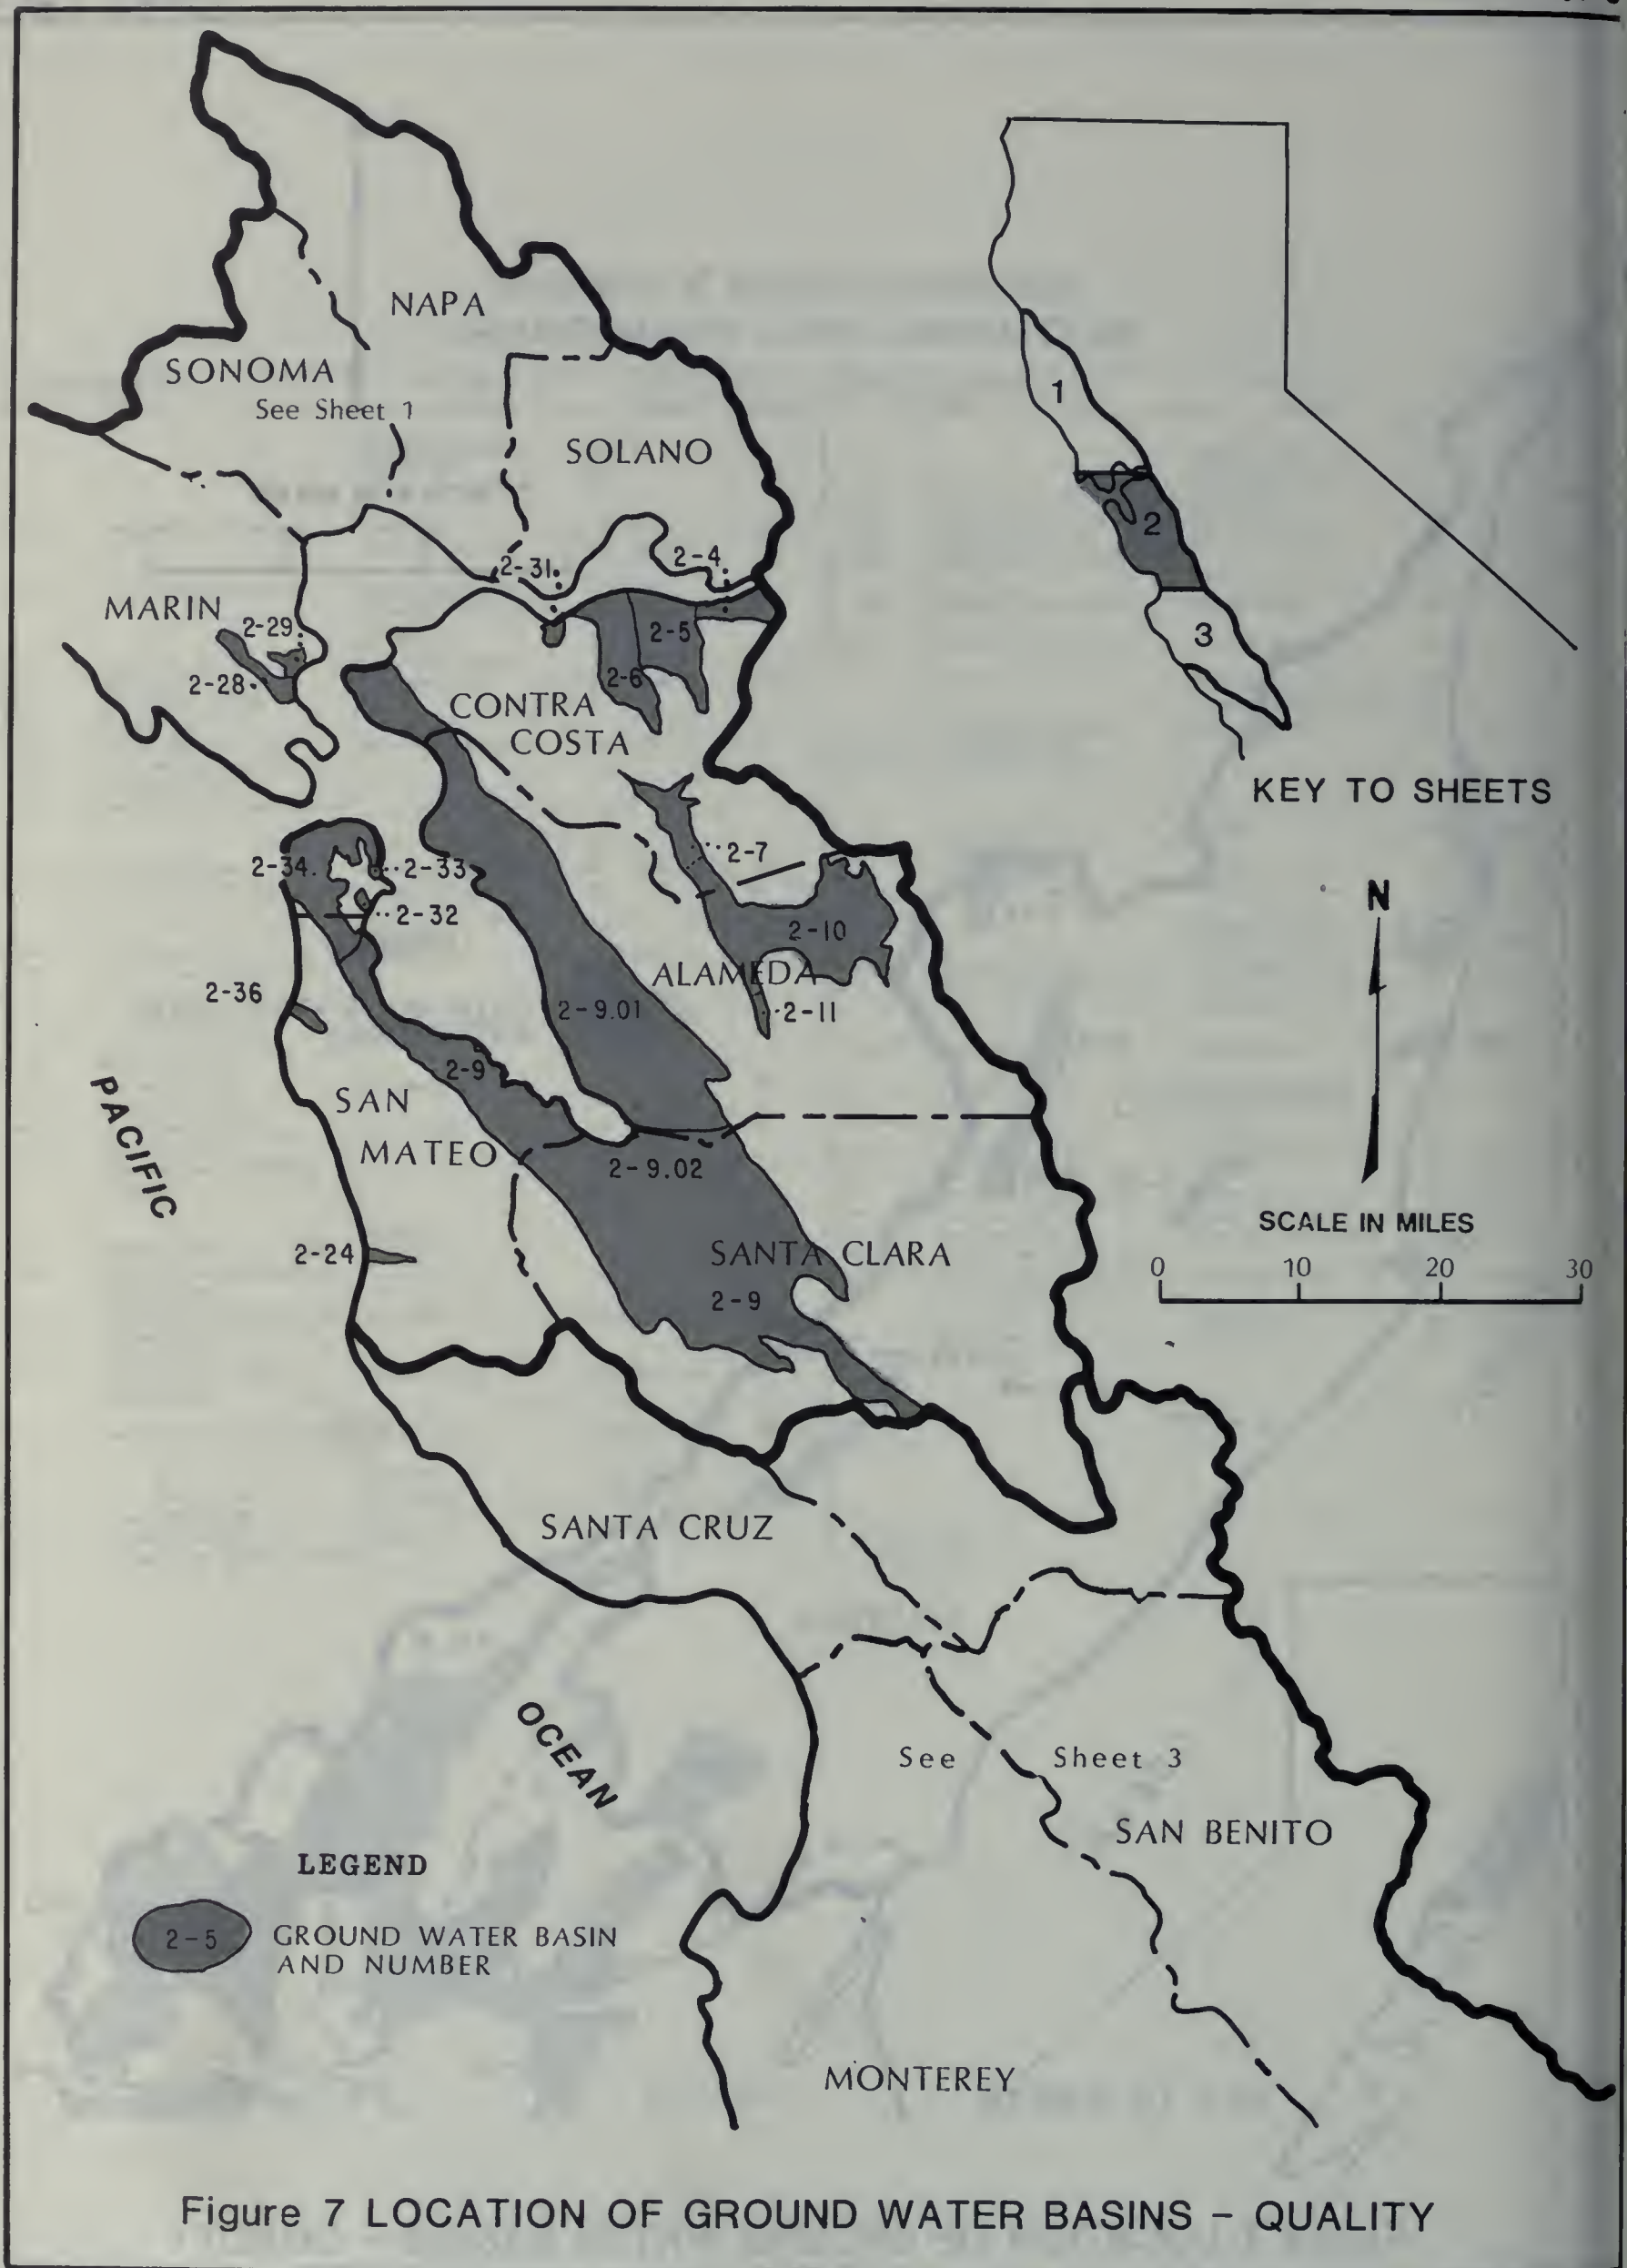 NAPA
SONOMA
See Sheet 1
SOLANO
1
2
3
KEY TO SHEETS
2-31
2-4
MARIN
2-29
2-28
2-5
2-6
CONTRA
COSTA
2-34
2-33
2-32
2-7
2-10
N
ALAMEDA
2-36
2-9.01
2-11
2-9
SAN
MATEO
PACIFIC
2-9.02
SCALE IN MILES
0 10 20 30
2-24
SANTA CLARA
2-9
SANTA CRUZ
OCEAN
See Sheet 3
SAN BENITO
LEGEND
2-5
GROUND WATER BASIN
AND NUMBER
MONTEREY
Figure 7 LOCATION OF GROUND WATER BASINS - QUALITY